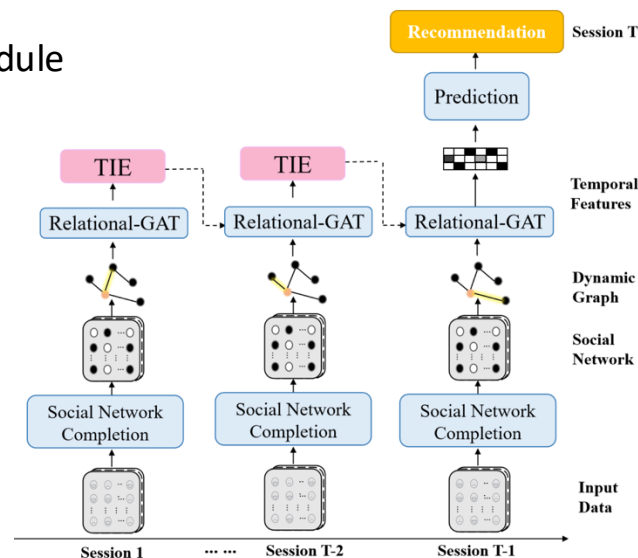 dule
Recommendation
Session T
Prediction
TIE
TIE
Temporal
Features
Relational-GAT
Relational-GAT
Relational-GAT
Dynamic
Graph
Social
Network
Social Network
Completion
Social Network
Completion
Social Network
Completion
Input
Data
Session 1
... ...
Session T-2
Session T-1